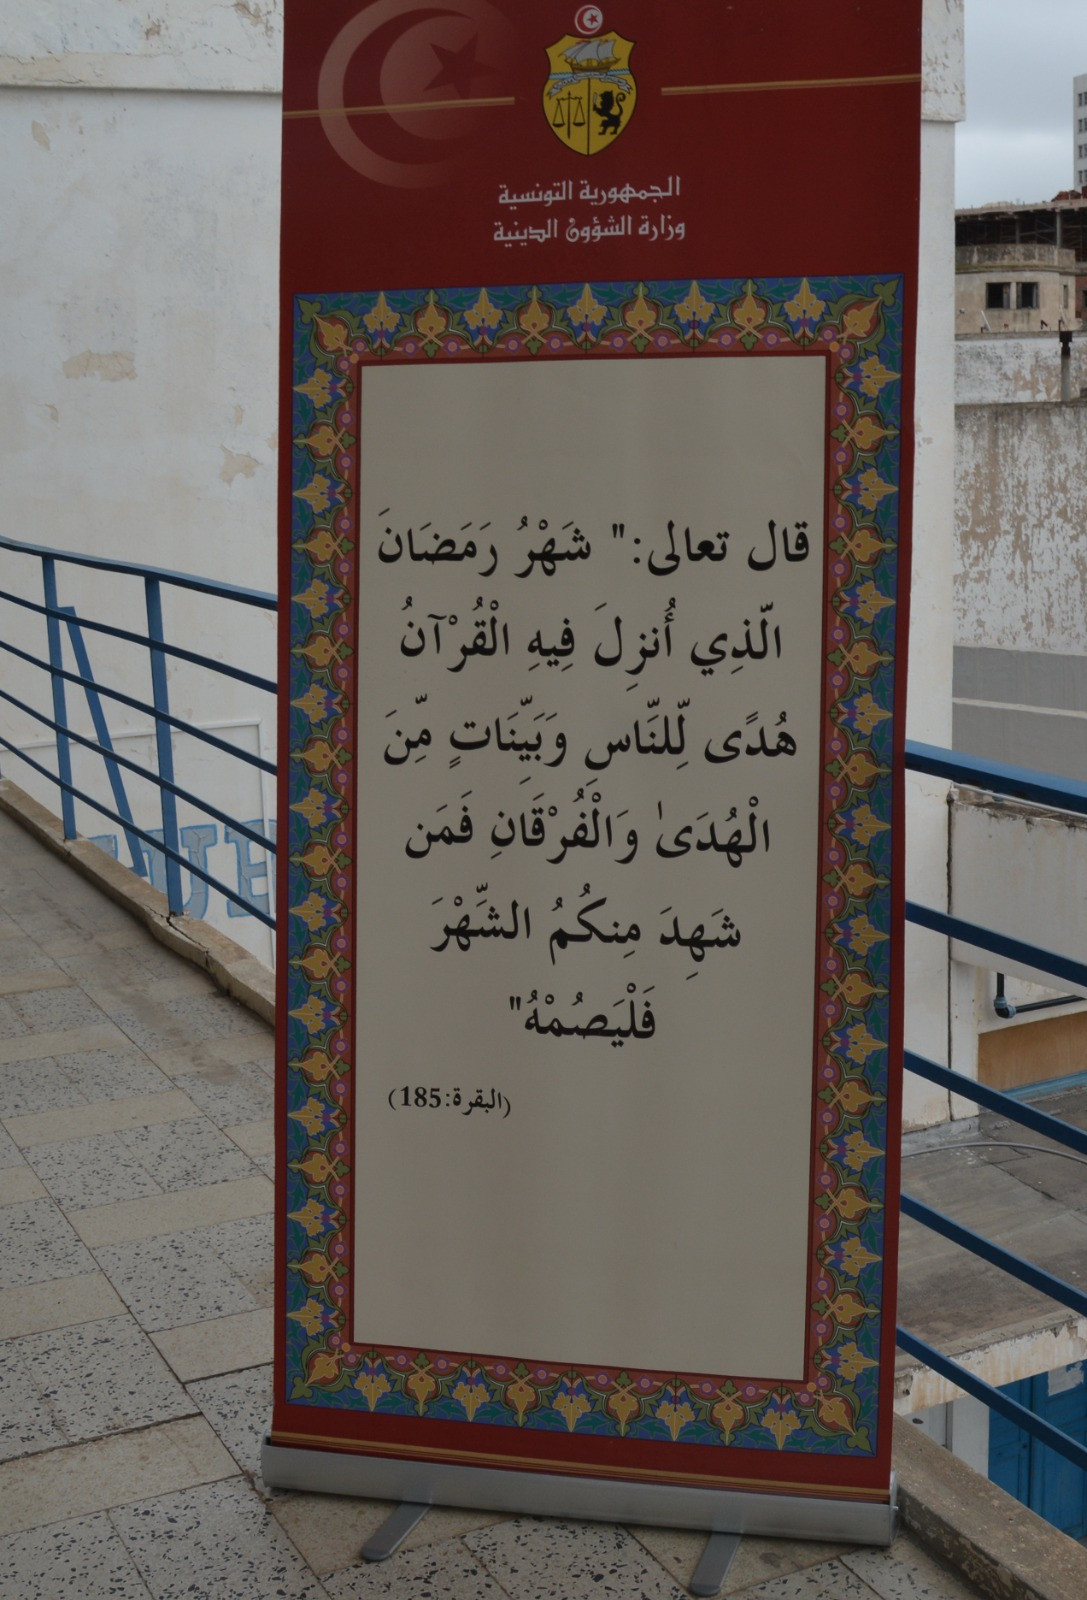 الجمهورية التونسية
وزارة الشؤون الدينية
قال تعالى:" شَهْرُ رَمَضَانَ
الّذِي أُنزِلَ فِيهِ الْقُرْآنُ
هُدًى لِّلنَّاسِ وَبَيِّنَاتٍ مِّنَ
الْهُدَىٰ وَالْفُرْقَانِ فَمَن
شَهِدَ مِنكُمُ الشَّهْرَ
فَلْيَصُمْهُ"
(البقرة:185)